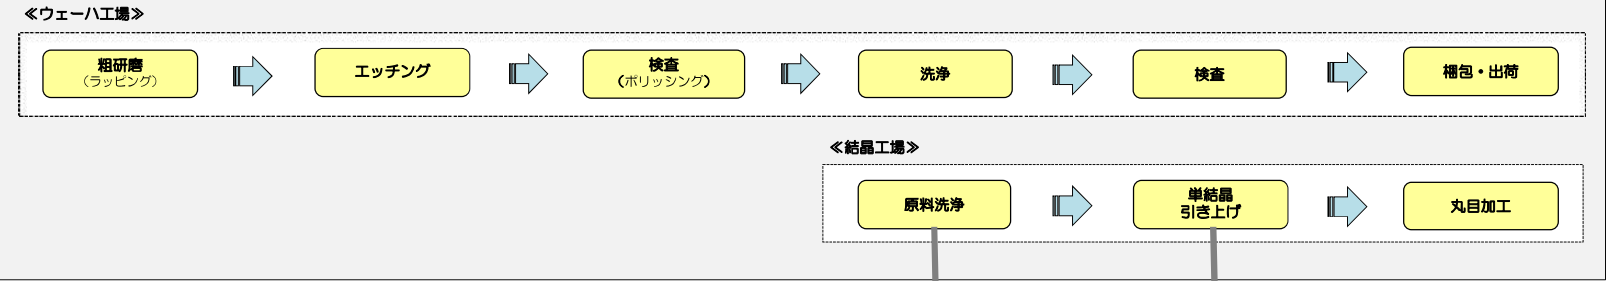 ≪ウェーハ工場≫
粗研磨
（ラッピング）
エッチング
検査
(ポリッシング)
洗浄
検査
梱包・出荷
≪結晶工場≫
原料洗浄
単結晶
引き上げ
丸目加工